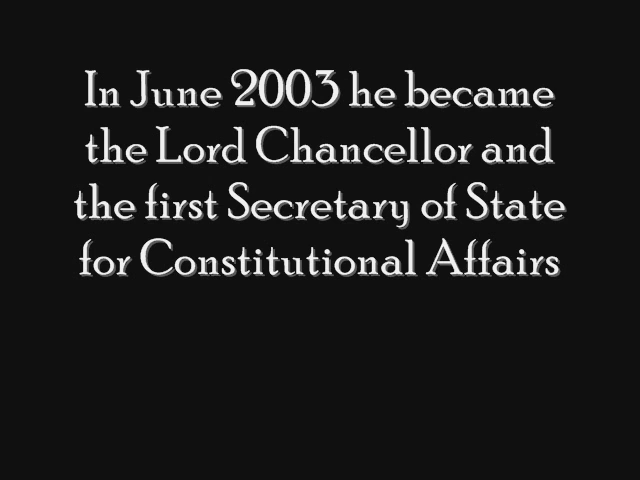 In June 2003 he became
the Lord Chancellor and
the first Secretary of State
for Constitutional Affairs